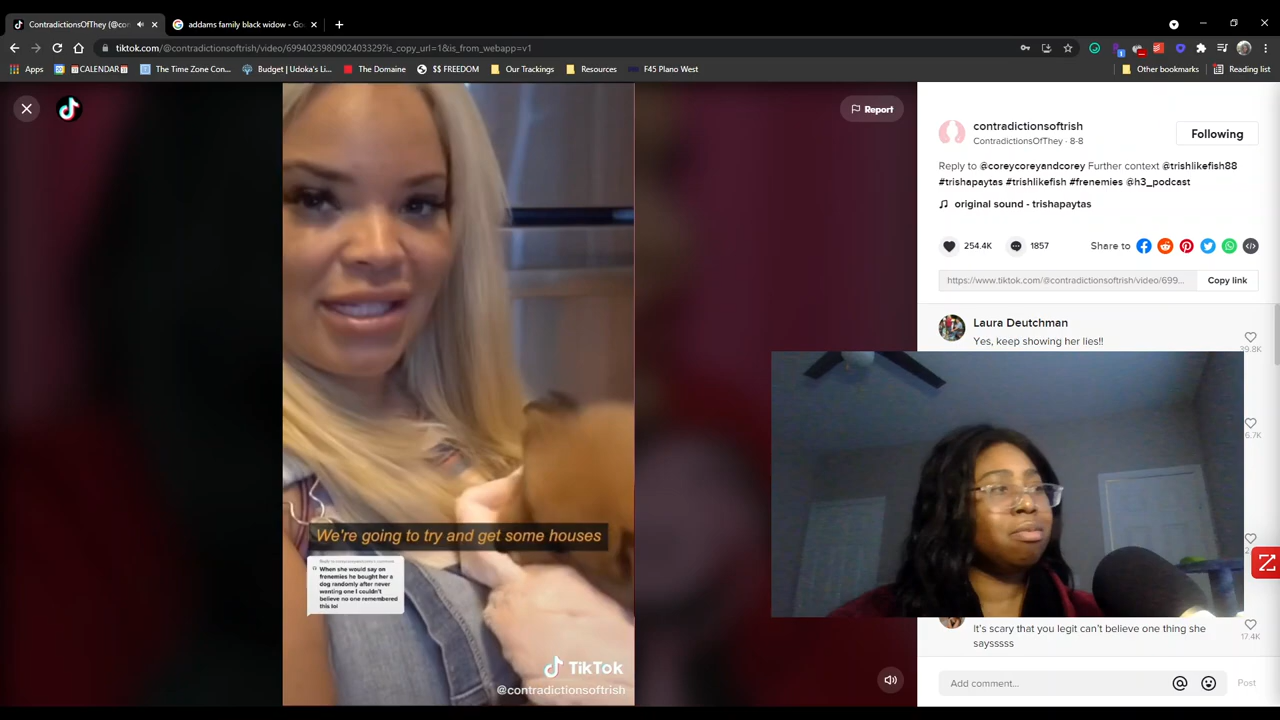 ContradictionsOfThey (@co
addams family black widow - Go
tiktok.com/@contradictionsoftrish/video/6994023980902403329?is_copy_url=1&is_from_webapp=v1
Apps
CALENDAR
The Time Zone Con...
Budget | Udoka's Li...
The Domaine
$$ FREEDOM
Our Trackings
Resources
F45 Plano West
Other bookmarks
Reading list
Report
contradictionsoftrish
ContradictionsOfThey · 8-8
Following
Reply to @coreycoreyandcorey Further context @trishlikefish88
#trishapaytas #trishlikefish #frenemies @h3_podcast
original sound - trishapaytas
254.4K
1857
Share to
https://www.tiktok.com/@contradictionsoftrish/video/699...
Copy link
Laura Deutchman
Yes, keep showing her lies!!
39.8K
We're going to try and get some houses
When she would say on
frenemies he bought her a
dog randomly after never
wanting one I couldn't
believe no one remembered
this lol
it's scary that you legit can't believe one thing she
saysssss
17.4K
TikTok
@contradictionsoftrish
Add comment...
Post